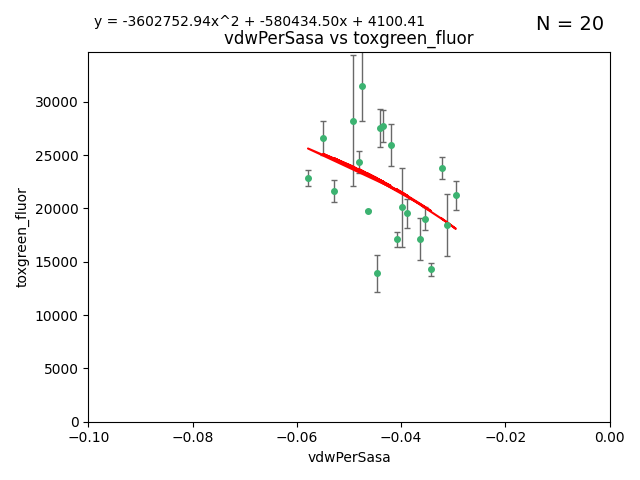 y = -3602752.94x^2 + -580434.50x + 4100.41
N = 20
vdwPerSasa vs toxgreen_fluor
30000
25000
20000
15000
10000
5000
0
toxgreen_fluor
−0.10
−0.08
−0.06
−0.04
−0.02
0.00
vdwPerSasa